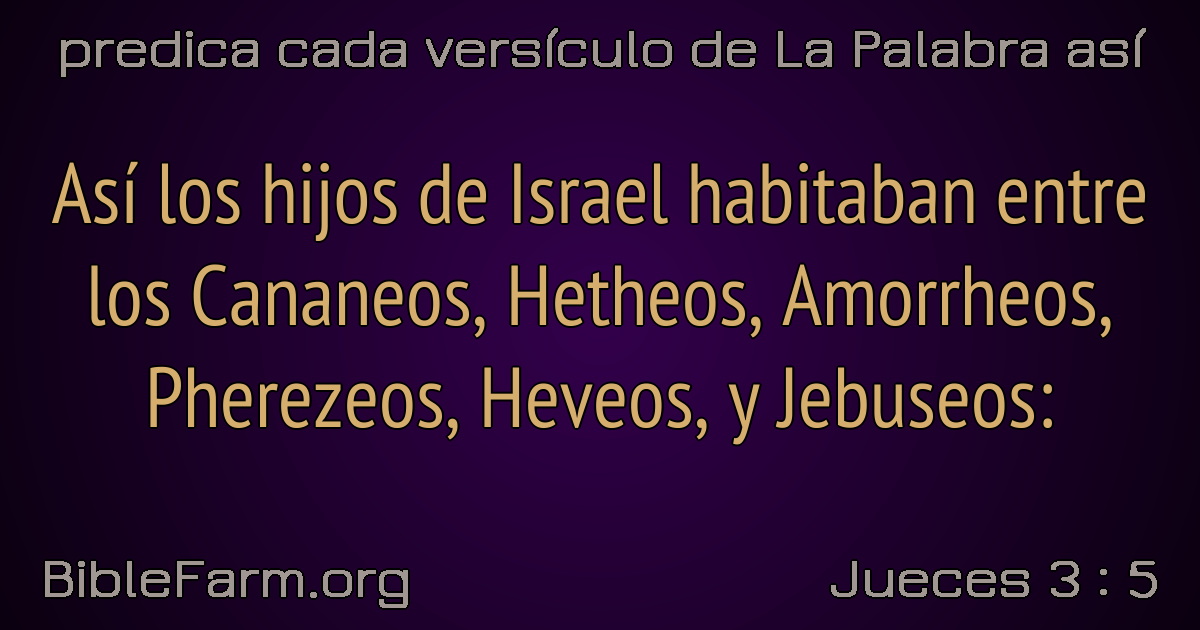 predica cada versículo de La Palabra así
Así los hijos de Israel habitaban entre
los Cananeos, Hetheos, Amorrheos,
Pherezeos, Heveos, y Jebuseos:
BibleFarm.org
Jueces 3 : 5